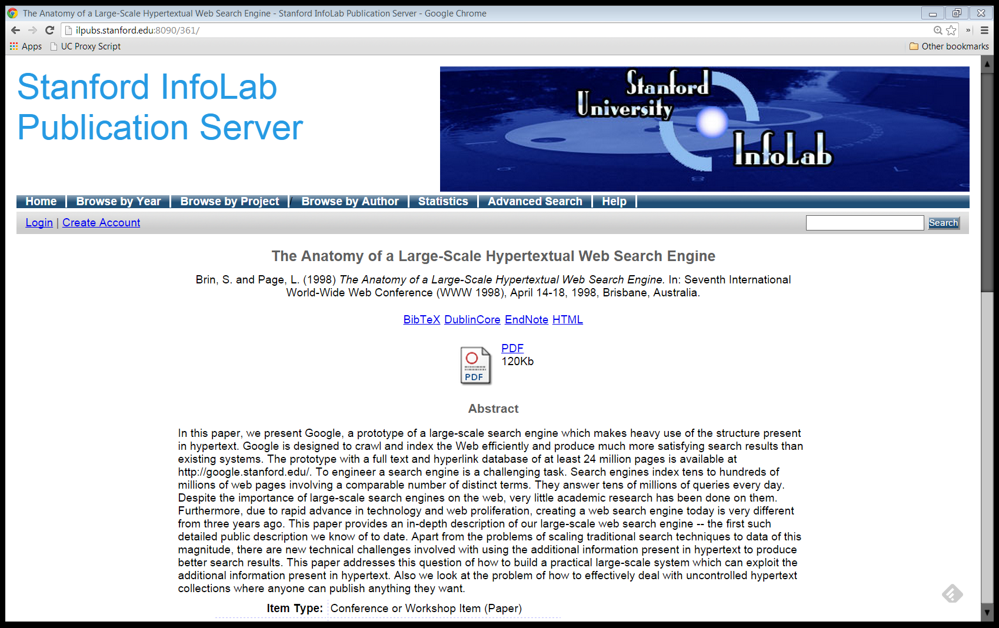 The Anatomy of a Large-Scale Hypertextual Web Search Engine - Stanford InfoLab Publication Server - Google Chrome
ilpubs.stanford.edu:8090/361/
»
Apps UC Proxy Script Other bookmarks
Stanford InfoLab
Publication Server
Stanford
University
InfoLab
Home Browse by Year Browse by Project / Browse by Author Statistics Advanced Search Help
Login | Create Account Search
The Anatomy of a Large-Scale Hypertextual Web Search Engine
Brin, S. and Page, L. (1998) The Anatomy of a Large-Scale Hypertextual Web Search Engine. In: Seventh International
World-Wide Web Conference (WWW 1998), April 14-18, 1998, Brisbane, Australia.
BibTeX DublinCore EndNote HTML
PDF
120Kb
PDF
Abstract
In this paper, we present Google, a prototype of a large-scale search engine which makes heavy use of the structure present
in hypertext. Google is designed to crawl and index the Web efficiently and produce much more satisfying search results than
existing systems. The prototype with a full text and hyperlink database of at least 24 million pages is available at
http://google.stanford.edu/. To engineer a search engine is a challenging task. Search engines index tens to hundreds of
millions of web pages involving a comparable number of distinct terms. They answer tens of millions of queries every day.
Despite the importance of large-scale search engines on the web, very little academic research has been done on them.
Furthermore, due to rapid advance in technology and web proliferation, creating a web search engine today is very different
from three years ago. This paper provides an in-depth description of our large-scale web search engine -- the first such
detailed public description we know of to date. Apart from the problems of scaling traditional search techniques to data of this
magnitude, there are new technical challenges involved with using the additional information present in hypertext to produce
better search results. This paper addresses this question of how to build a practical large-scale system which can exploit the
additional information present in hypertext. Also we look at the problem of how to effectively deal with uncontrolled hypertext
collections where anyone can publish anything they want.
Item Type: Conference or Workshop Item (Paper)